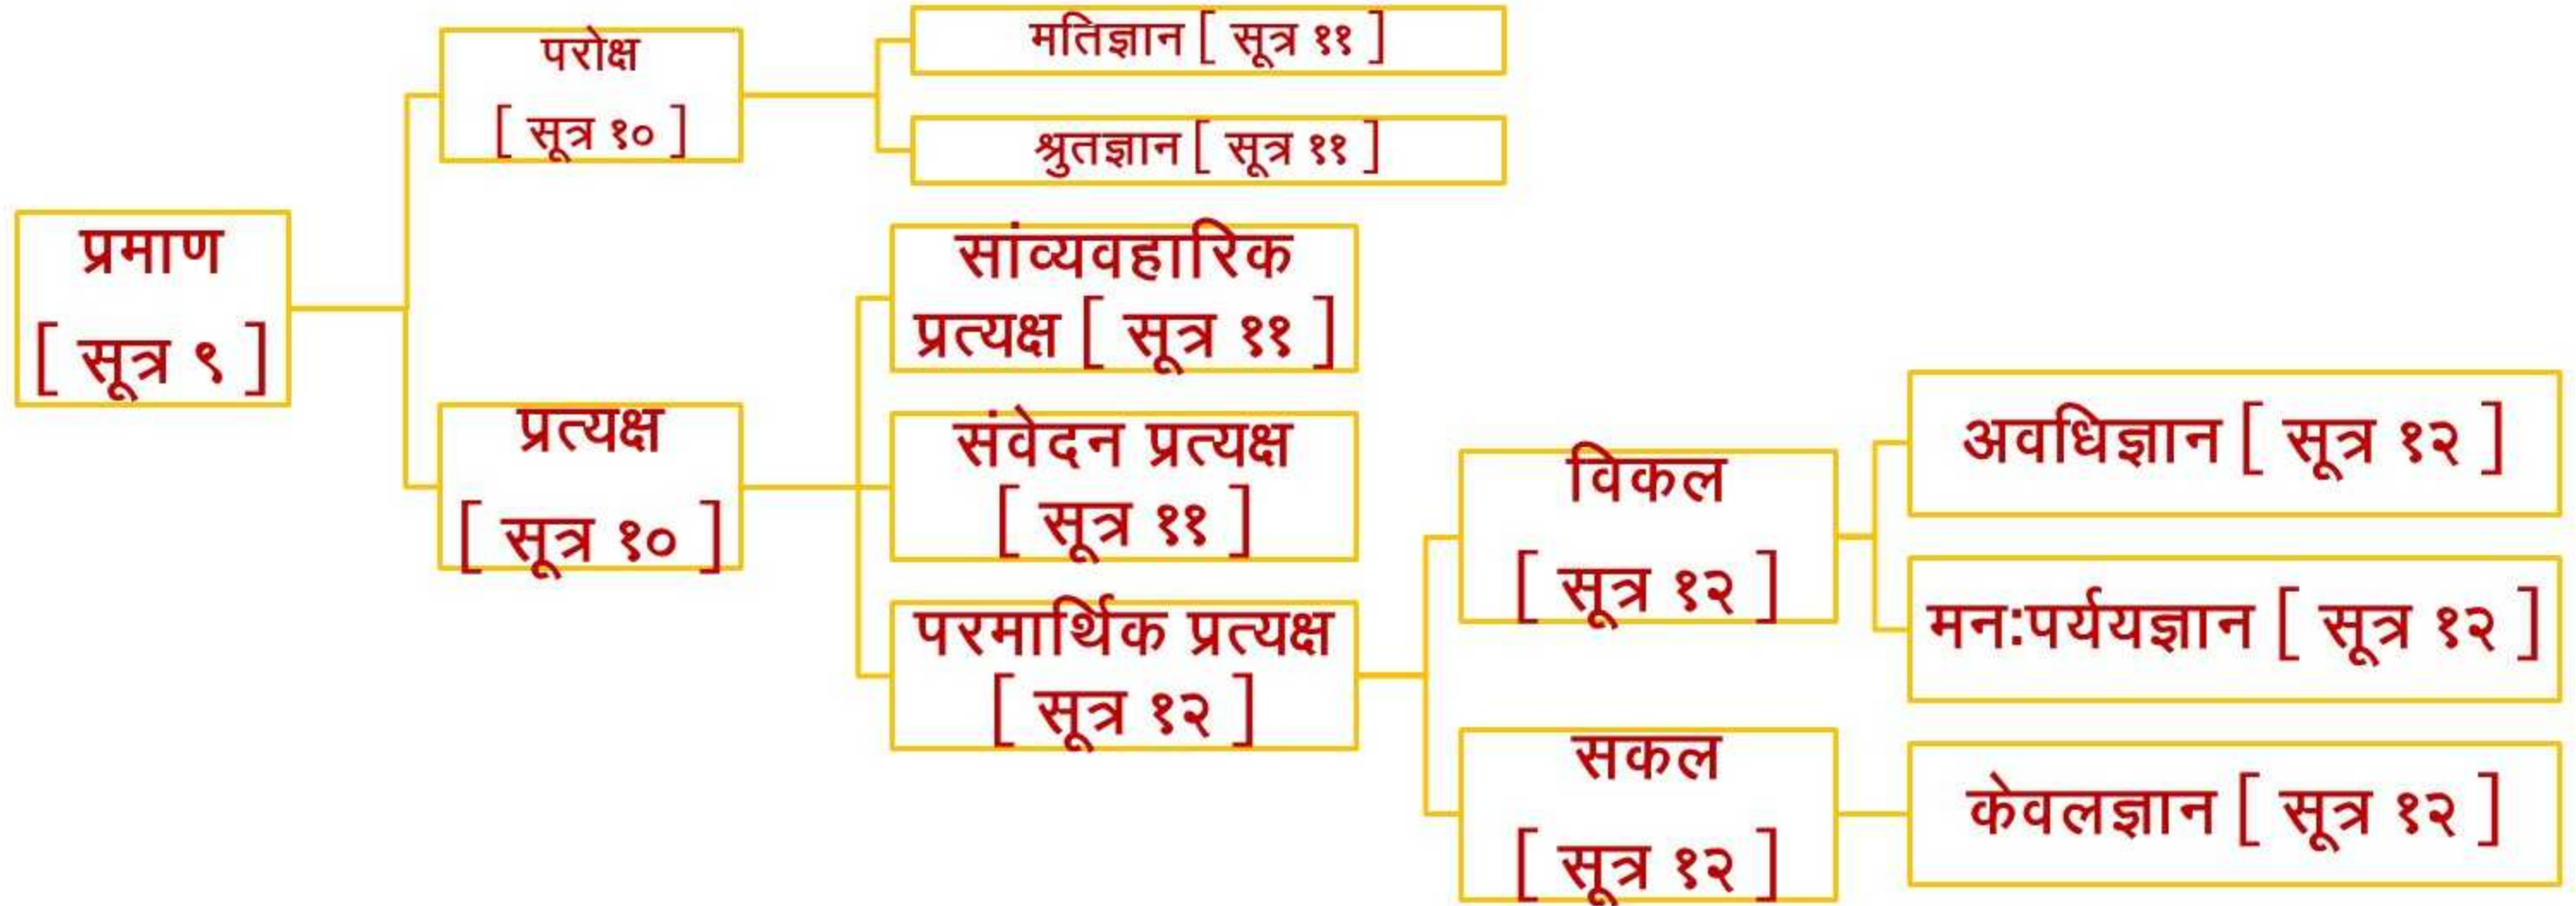 प्रमाण
[ सूत्र ९ ]
परोक्ष
[ सूत्र १० ]
मतिज्ञान [ सूत्र ११ ]
श्रुतज्ञान [ सूत्र ११ ]
प्रत्यक्ष
[ सूत्र १० ]
सांव्यवहारिक
प्रत्यक्ष [ सूत्र ११ ]
संवेदन प्रत्यक्ष
[ सूत्र ११ ]
परमार्थिक प्रत्यक्ष
[ सूत्र १२ ]
विकल
[ सूत्र १२ ]
अवधिज्ञान [ सूत्र १२ ]
मन:पर्ययज्ञान [ सूत्र १२ ]
सकल
[ सूत्र १२ ]
केवलज्ञान [ सूत्र १२ ]